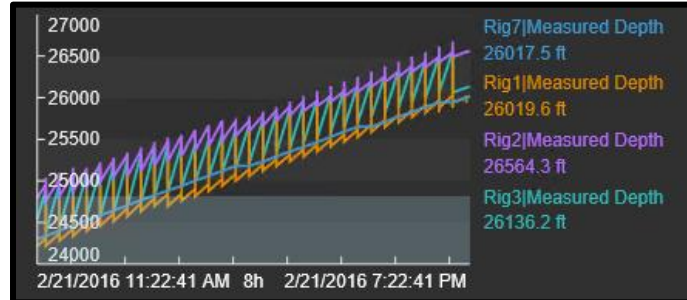 27000
26500
26000
25500
25000
24500
24000
2/21/2016 11:22:41 AM 8h 2/21/2016 7:22:41 PM
Rig7|Measured Depth
26017.5 ft
Rig1|Measured Depth
26019.6 ft
Rig2|Measured Depth
26564.3 ft
Rig3|Measured Depth
26136.2 ft